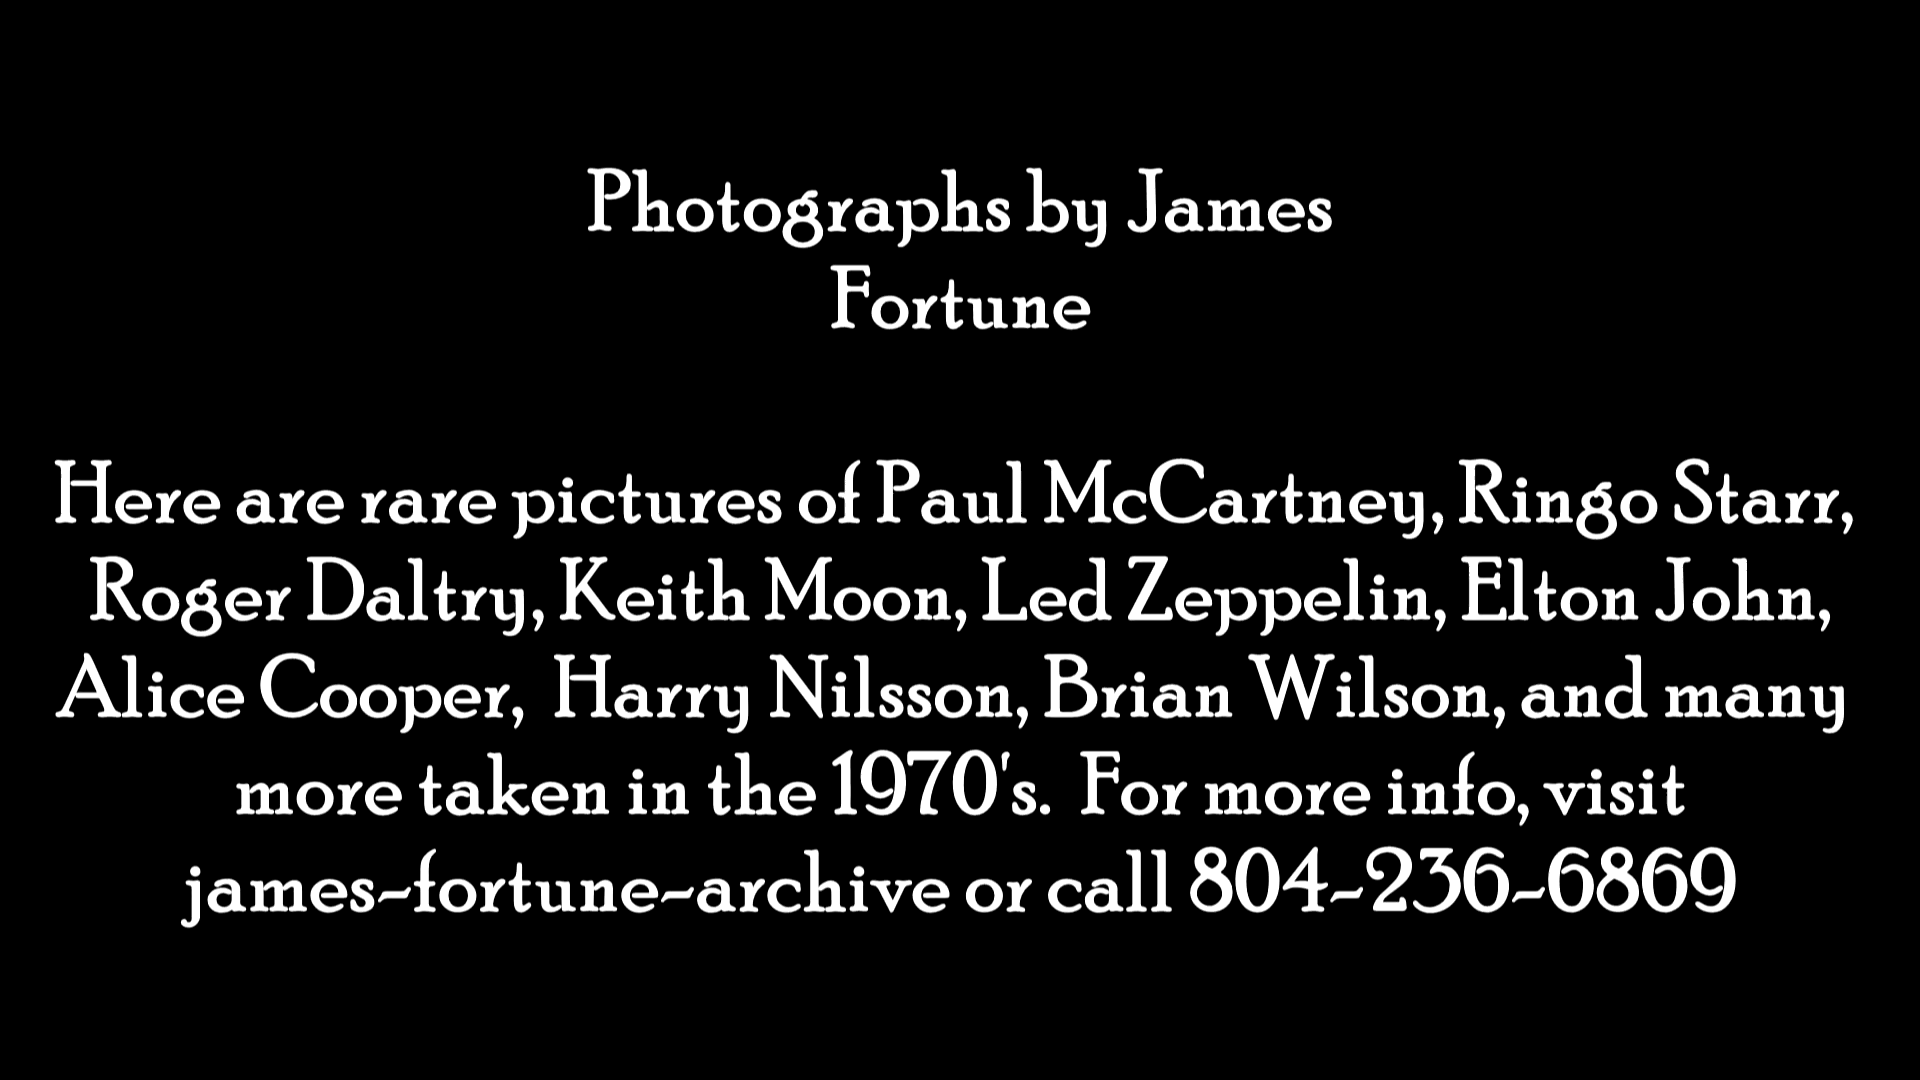 Photographs by James
Fortune
Here are rare pictures of Paul McCartney, Ringo Starr,
Roger Daltry, Keith Moon, Led Zeppelin, Elton John,
Alice Cooper,  Harry Nilsson, Brian Wilson, and many
more taken in the 1970's.  For more info, visit
james-fortune-archive or call 804-236-6869